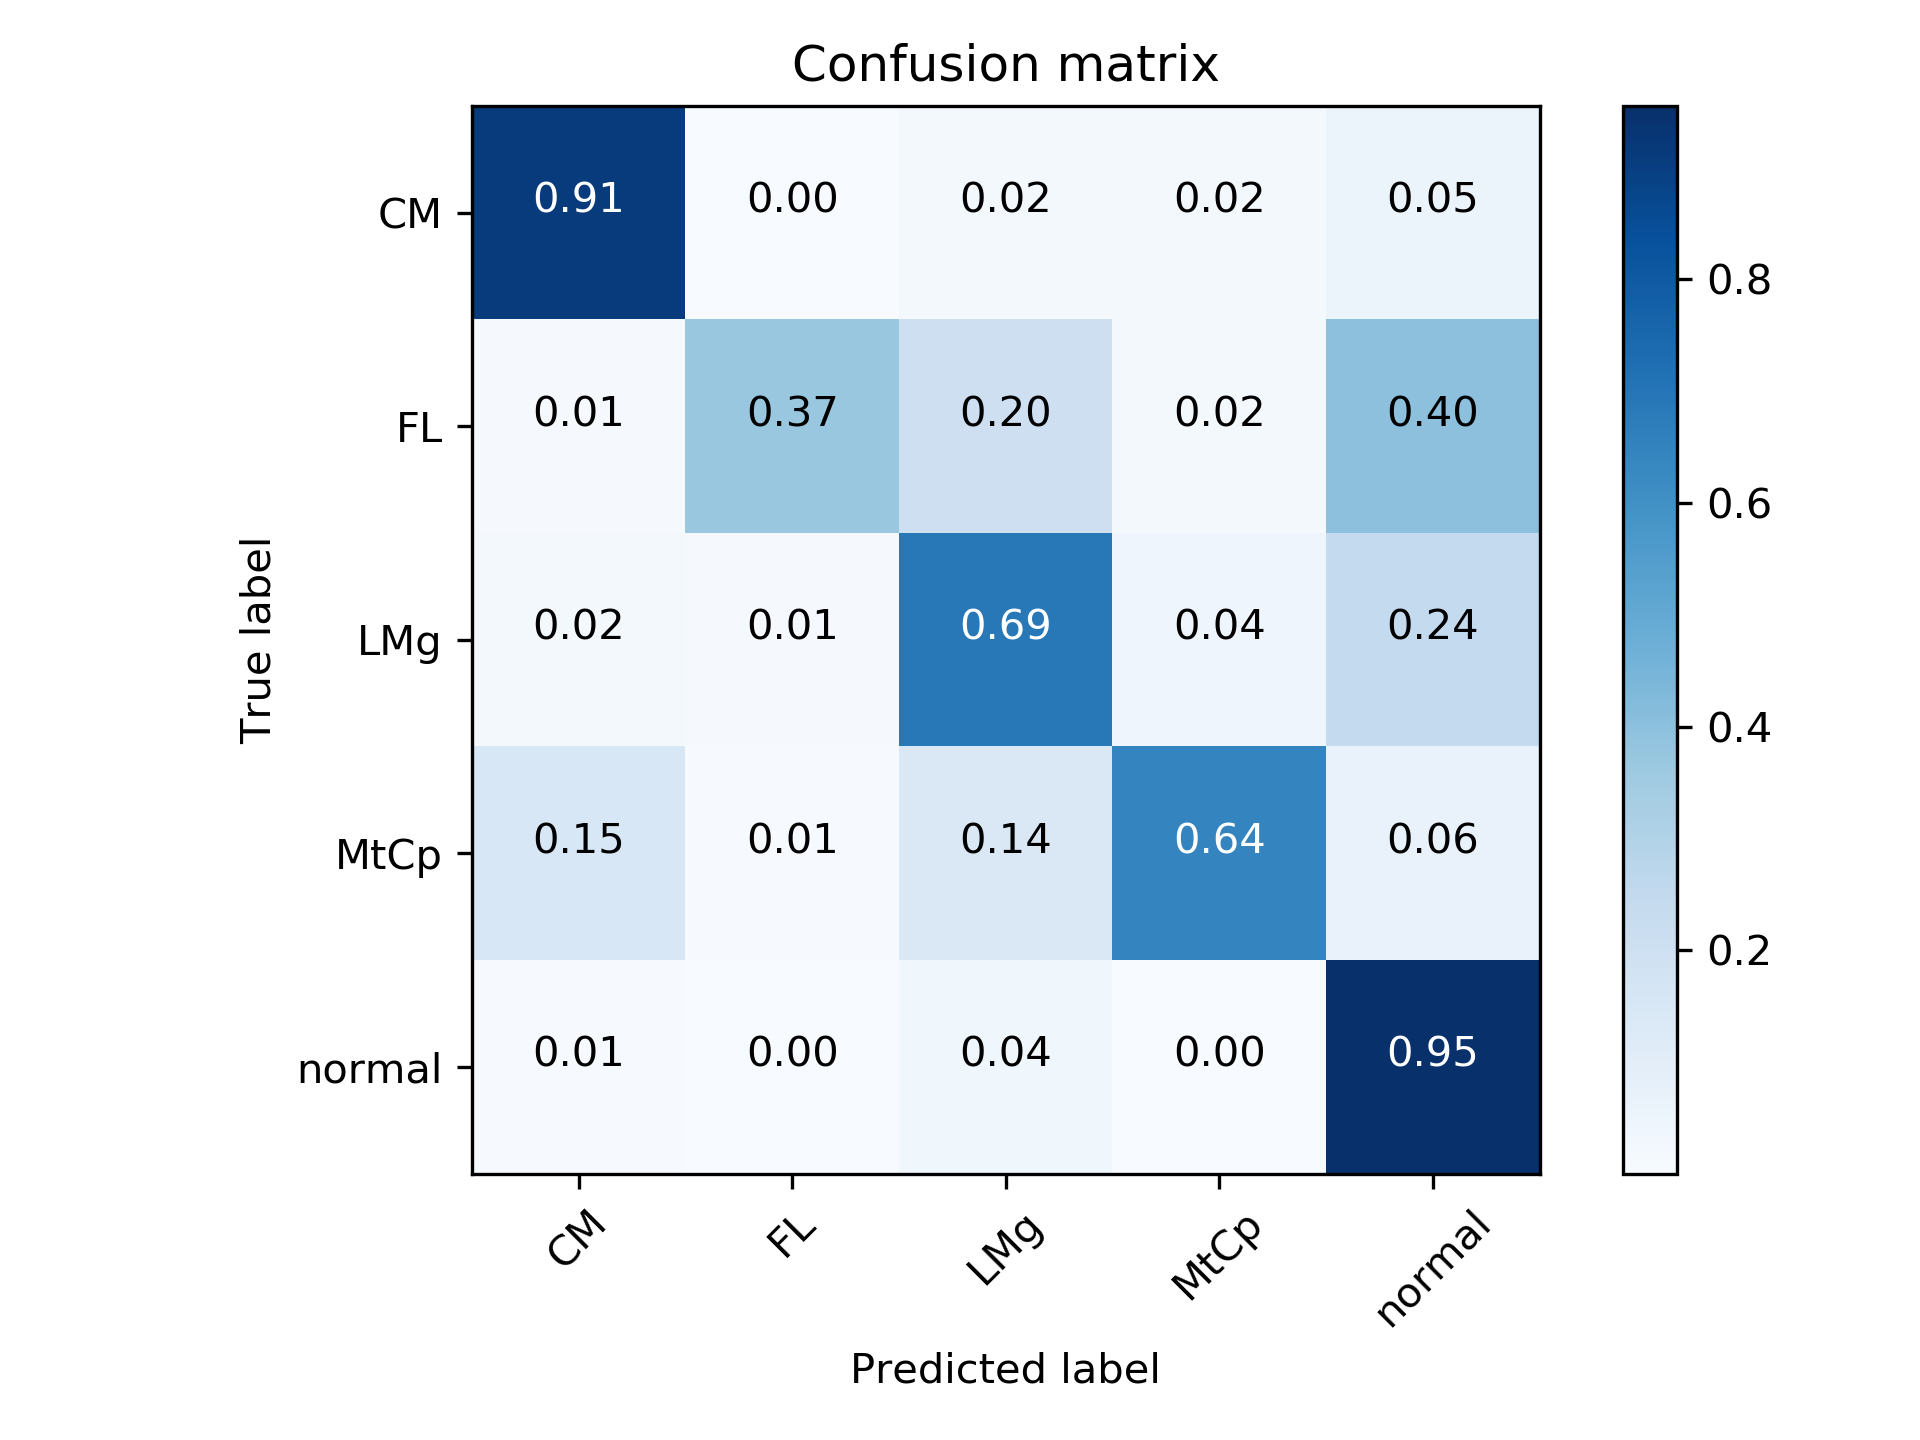 Confusion matrix
CM 0.91 0.00 0.02 0.02 0.05
FL 0.01 0.37 0.20 0.02 0.40
LMg 0.02 0.01 0.69 0.04 0.24
MtCp 0.15 0.01 0.14 0.64 0.06
normal 0.01 0.00 0.04 0.00 0.95
True label
CM FL LMg MtCp normal
Predicted label
0.8
0.6
0.4
0.2